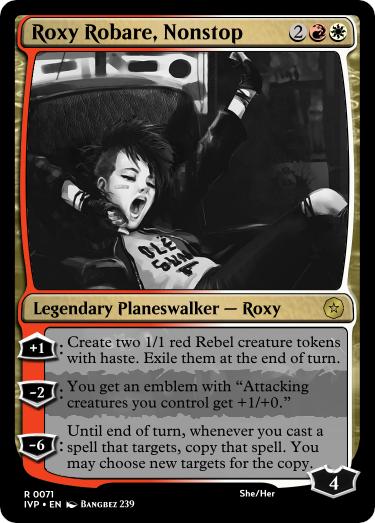 Roxy Robare, Nonstop 2
Legendary Planeswalker — Roxy
+1: Create two 1/1 red Rebel creature tokens
with haste. Exile them at the end of turn.
-2: You get an emblem with “Attacking
creatures you control get +1/+0.”
-6: Until end of turn, whenever you cast a
spell that targets, copy that spell. You
may choose new targets for the copy.
4
R 0071
She/Her
IVP • EN Bangbez 239